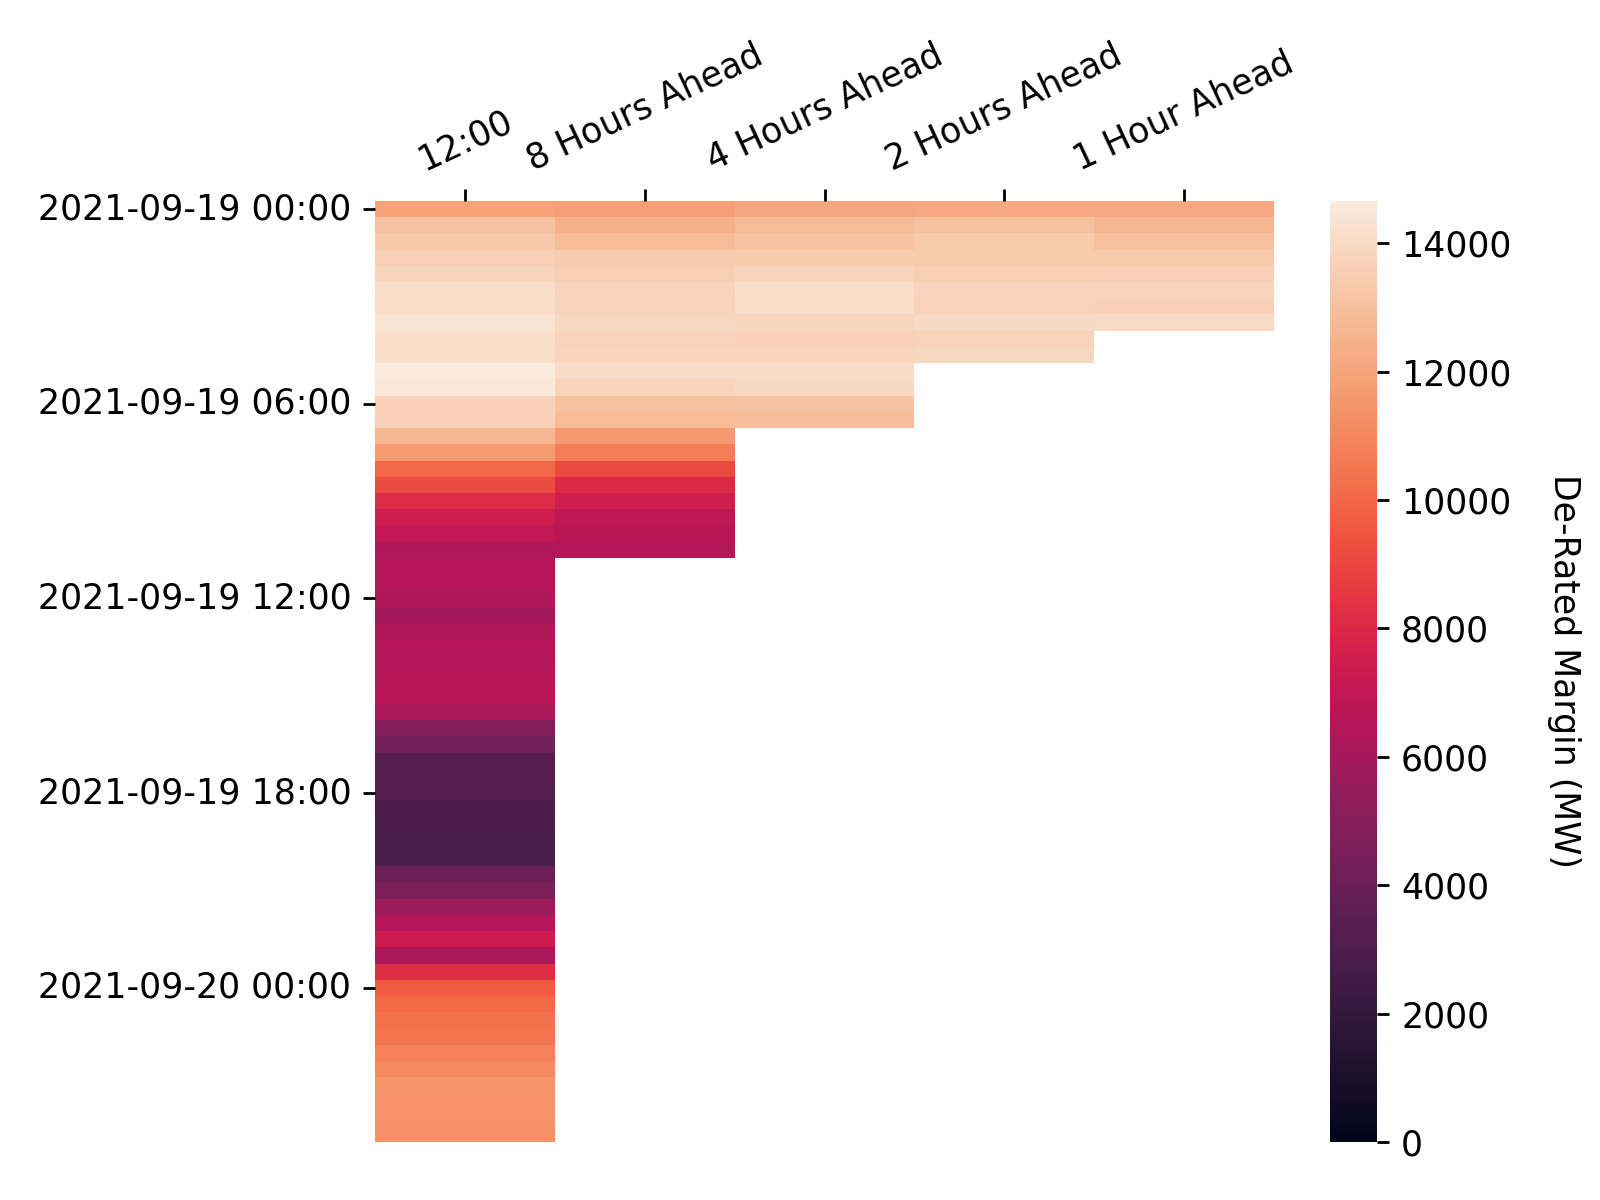 12:00
8 Hours Ahead
4 Hours Ahead
2 Hours Ahead
1 Hour Ahead
2021-09-19 00:00
2021-09-19 06:00
2021-09-19 12:00
2021-09-19 18:00
2021-09-20 00:00
14000
12000
10000
8000
6000
4000
2000
0
De-Rated Margin (MW)